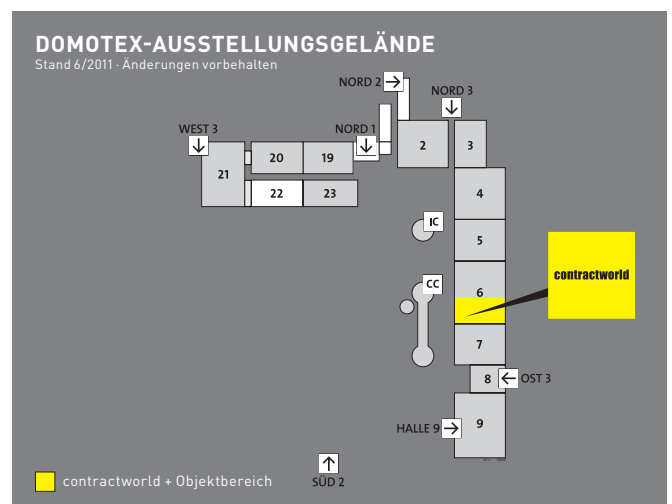 DOMOTEX-AUSSTELLUNGSGELÄNDE
Stand 6/2011 · Änderungen vorbehalten
NORD 2
NORD 3
WEST 3
NORD 1
2
3
20
19
21
4
22
23
IC
5
contractworld
CC
6
7
8
OST 3
HALLE 9
9
contractworld + Objektbereich
SÜD 2